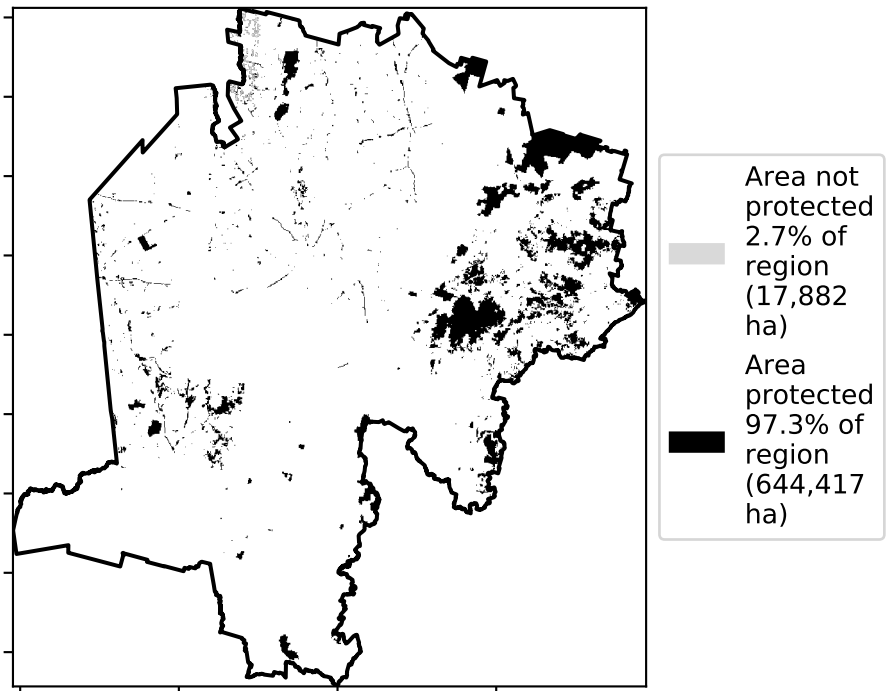 Area not
protected
2.7% of
region
(17,882
ha)
Area
protected
97.3% of
region
(644,417
ha)